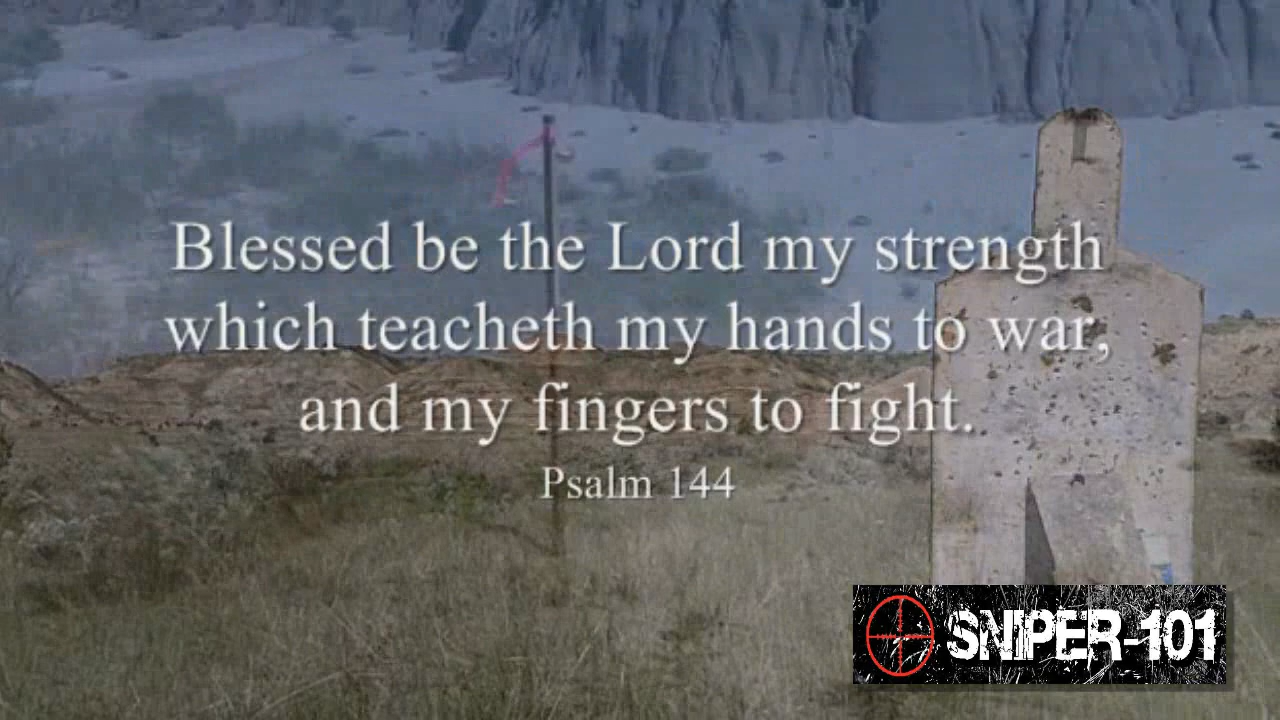 Blessed be the Lord my strength
which teacheth my hands to war,
and my fingers to fight.
Psalm 144
SNIPER-101